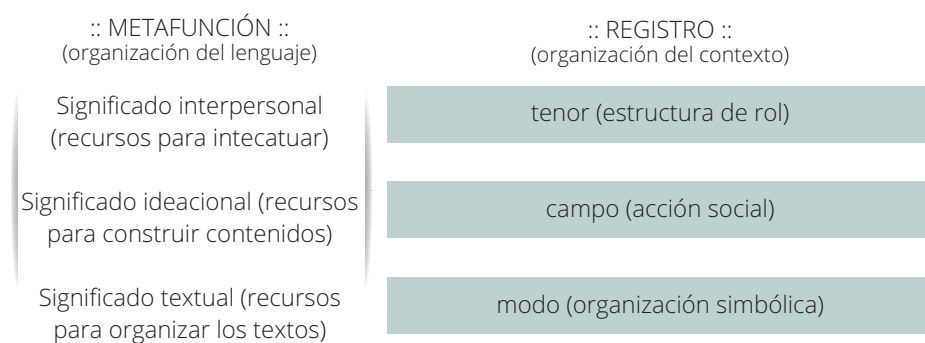 :: METAFUNCIÓN ::
(organización del lenguaje)
:: REGISTRO ::
(organización del contexto)
Significado interpersonal
(recursos para intecatuar)
tenor (estructura de rol)
Significado ideacional (recursos
para construir contenidos)
campo (acción social)
Significado textual (recursos
para organizar los textos)
modo (organización simbólica)